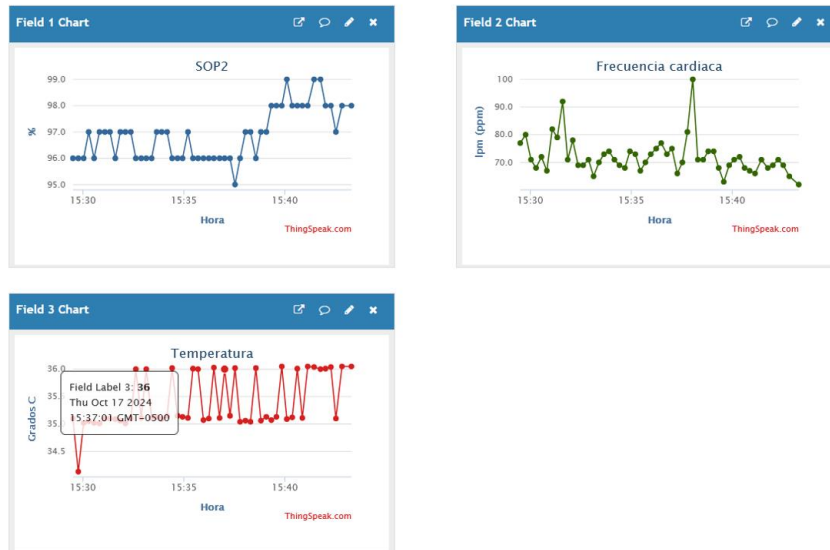 Field 1 Chart
SOP2
99.0
98.0
97.0
96.0
95.0
%
15:30 15:35 15:40
Hora
ThingSpeak.com
Field 2 Chart
Frecuencia cardiaca
100
90.0
80.0
70.0
lpm (ppm)
15:30 15:35 15:40
Hora
ThingSpeak.com
Field 3 Chart
Temperatura
36.0
35.
35.
34.5
Grados C
Field Label 3: 36
Thu Oct 17 2024
15:37:01 GMT-0500
15:30 15:35 15:40
Hora
ThingSpeak.com